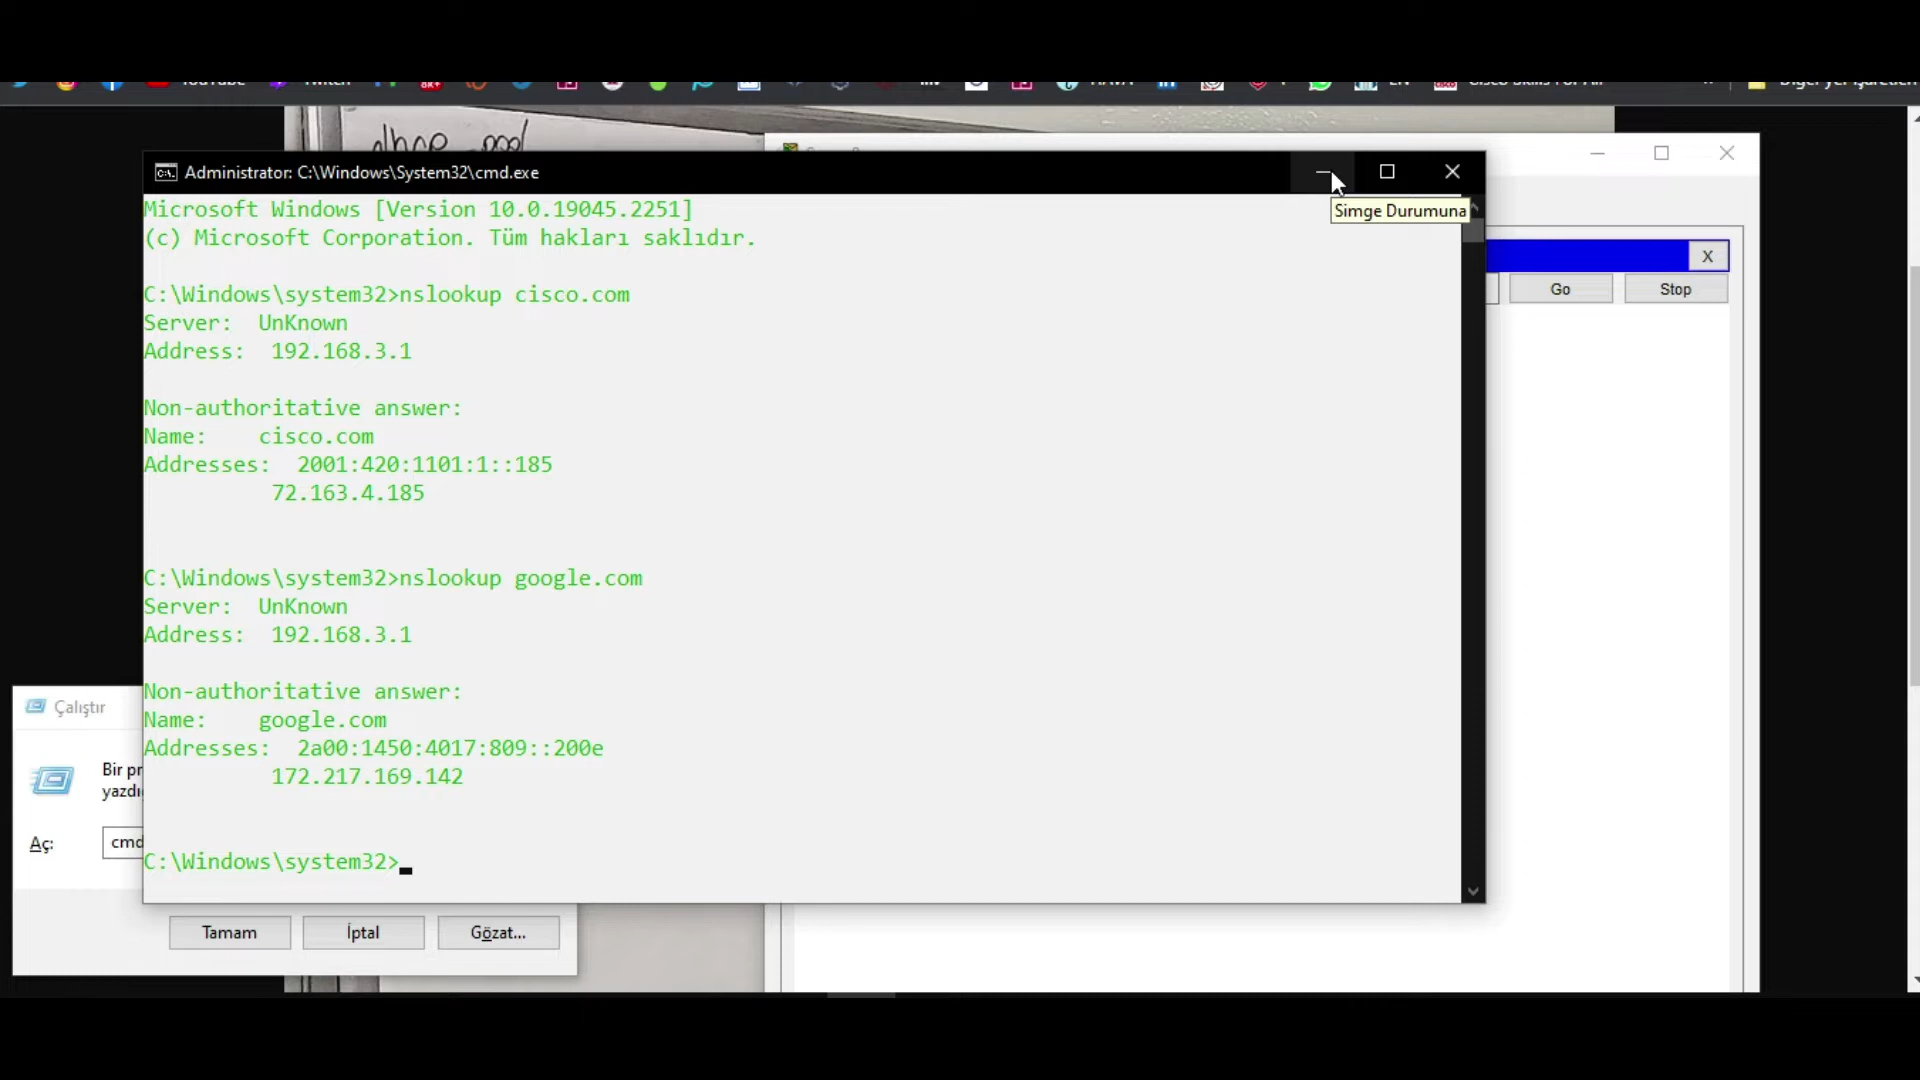 YouTube
Twitch
Administrator: C:\Windows\System32\cmd.exe
Simge Durumuna
Microsoft Windows [Version 10.0.19045.2251]
(c) Microsoft Corporation. Tüm hakları saklıdır.
C:\Windows\system32>nslookup cisco.com
Server:  UnKnown
Address:  192.168.3.1
Non-authoritative answer:
Name:    cisco.com
Addresses:  2001:420:1101:1::185
72.163.4.185
C:\Windows\system32>nslookup google.com
Server:  UnKnown
Address:  192.168.3.1
Non-authoritative answer:
Name:    google.com
Addresses:  2a00:1450:4017:809::200e
172.217.169.142
C:\Windows\system32>
X
Go
Stop
Çalıştır
Bir pr
yazdı
Aç:
cmd
Tamam
İptal
Gözat...